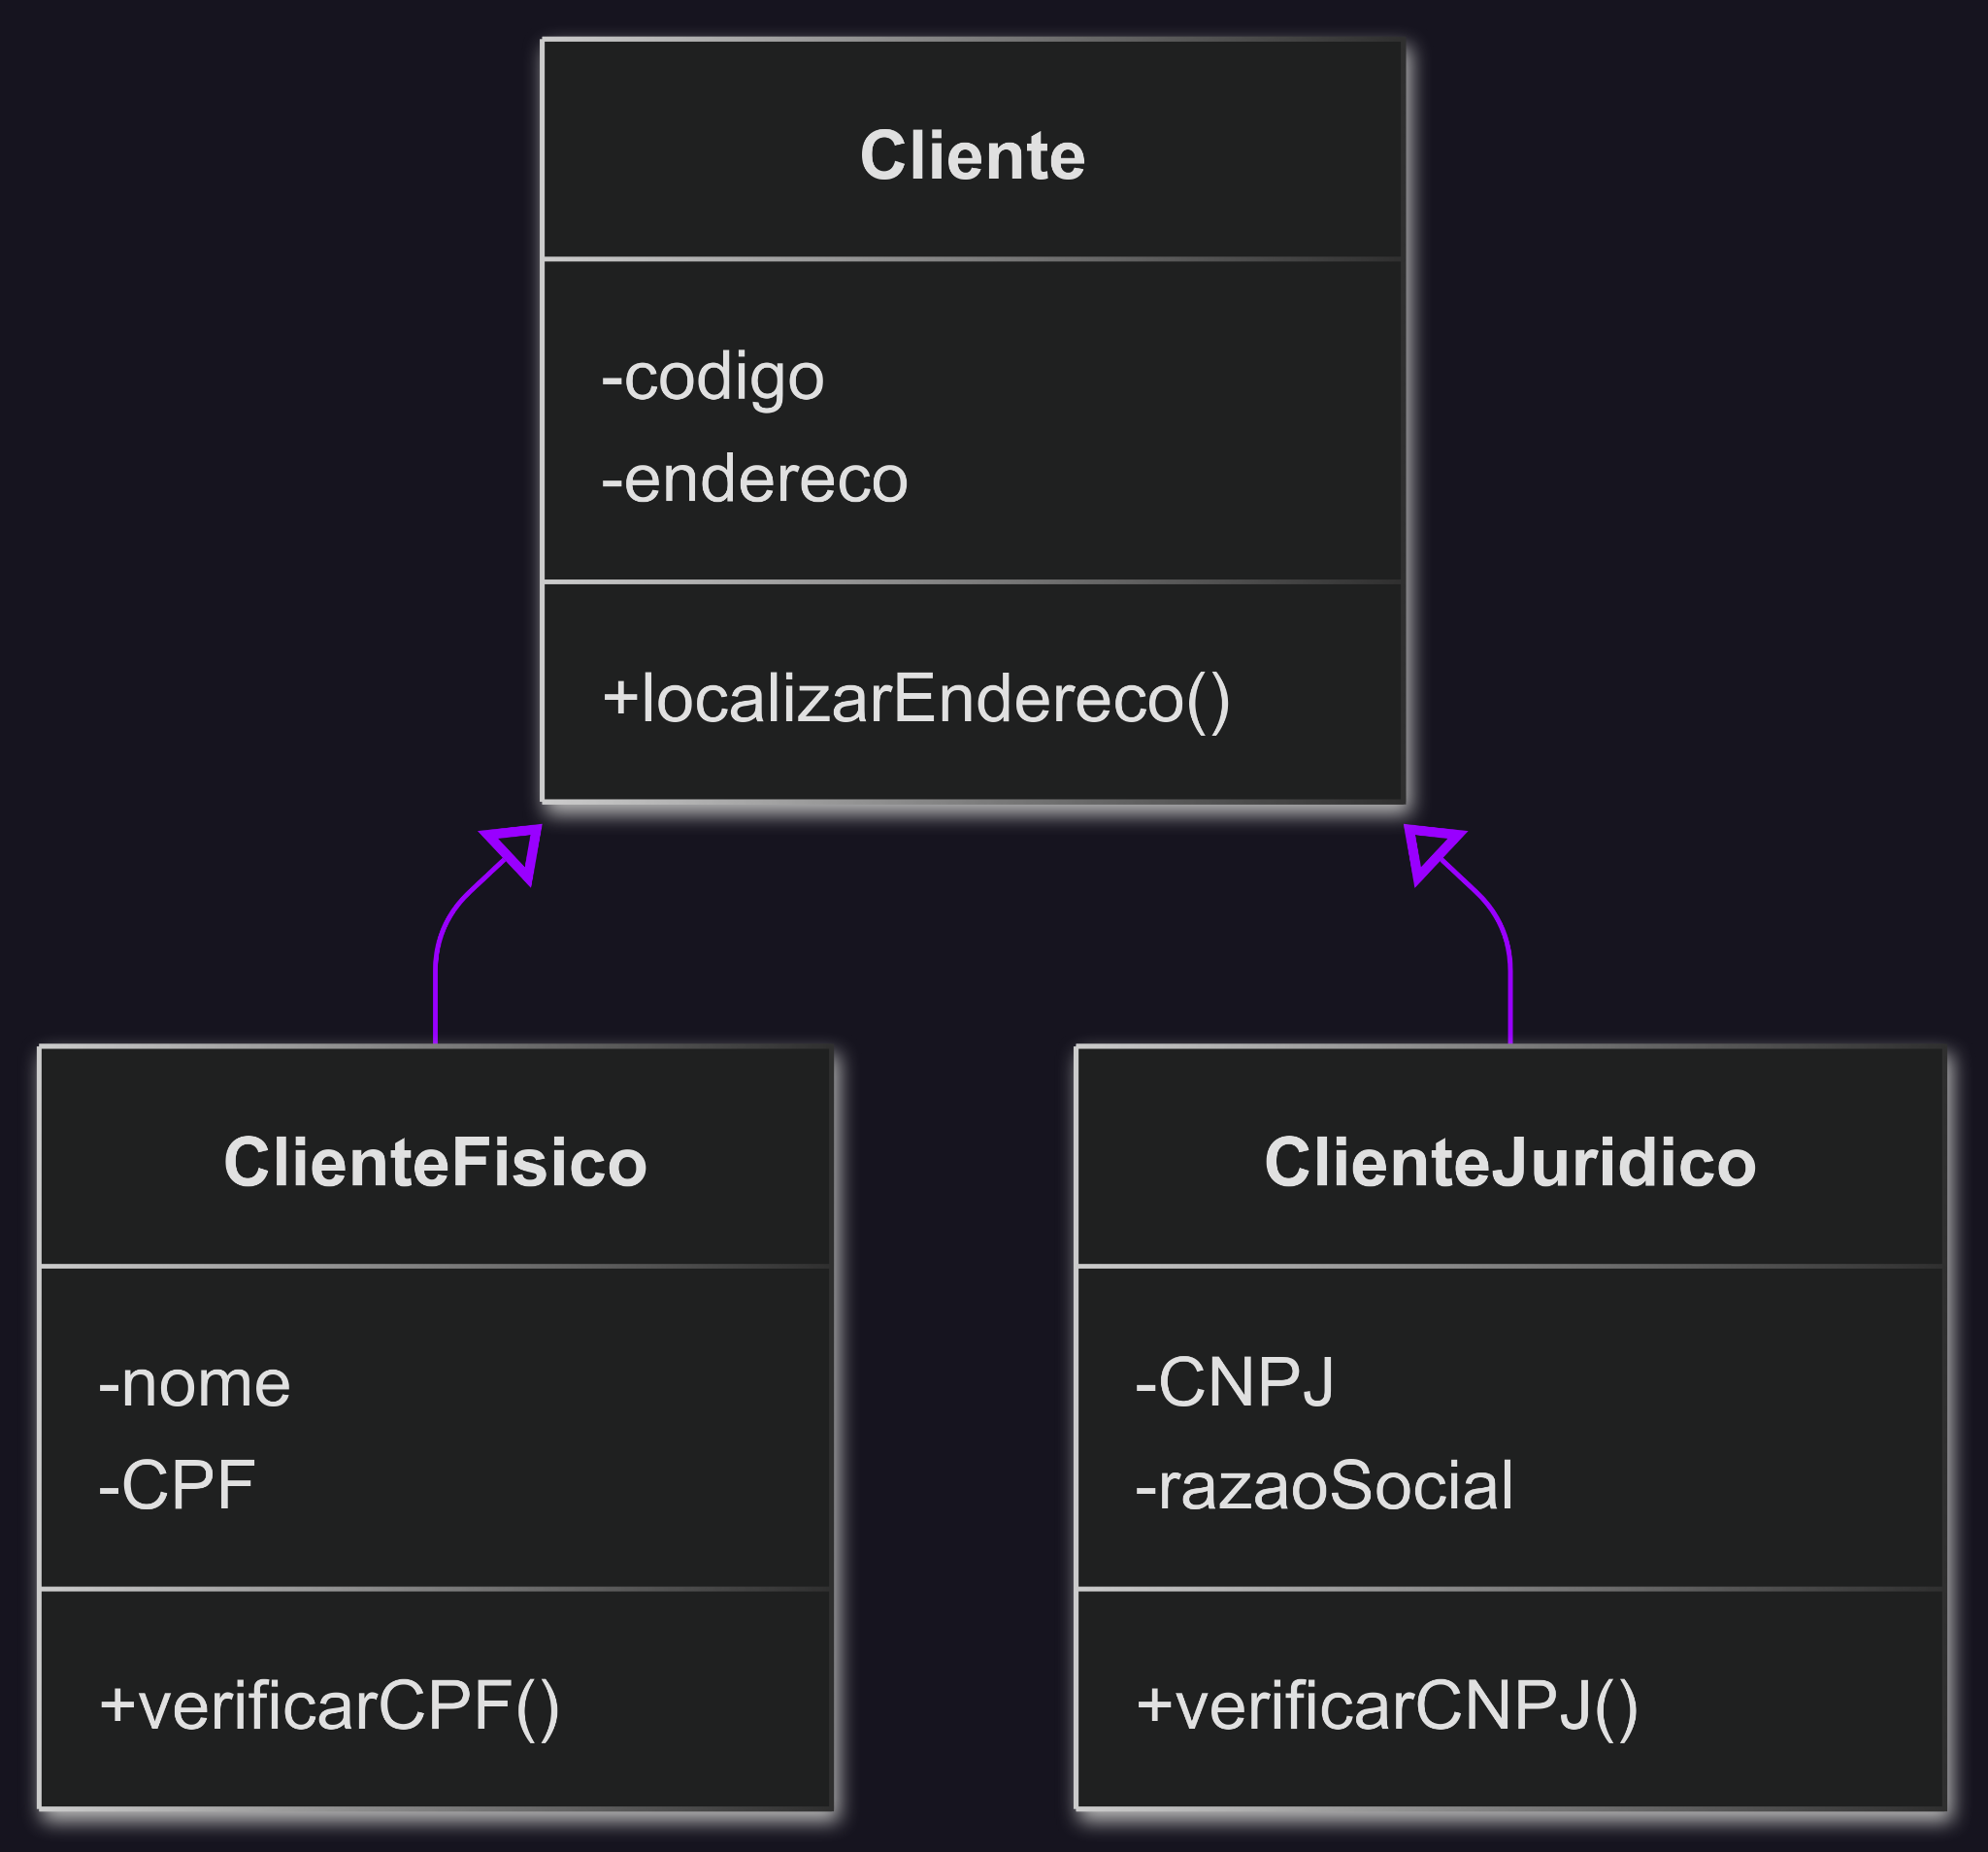 Cliente
-codigo
-endereco
+localizarEndereco()
ClienteFisico
-nome
-CPF
+verificarCPF()
ClienteJuridico
-CNPJ
-razaoSocial
+verificarCNPJ()